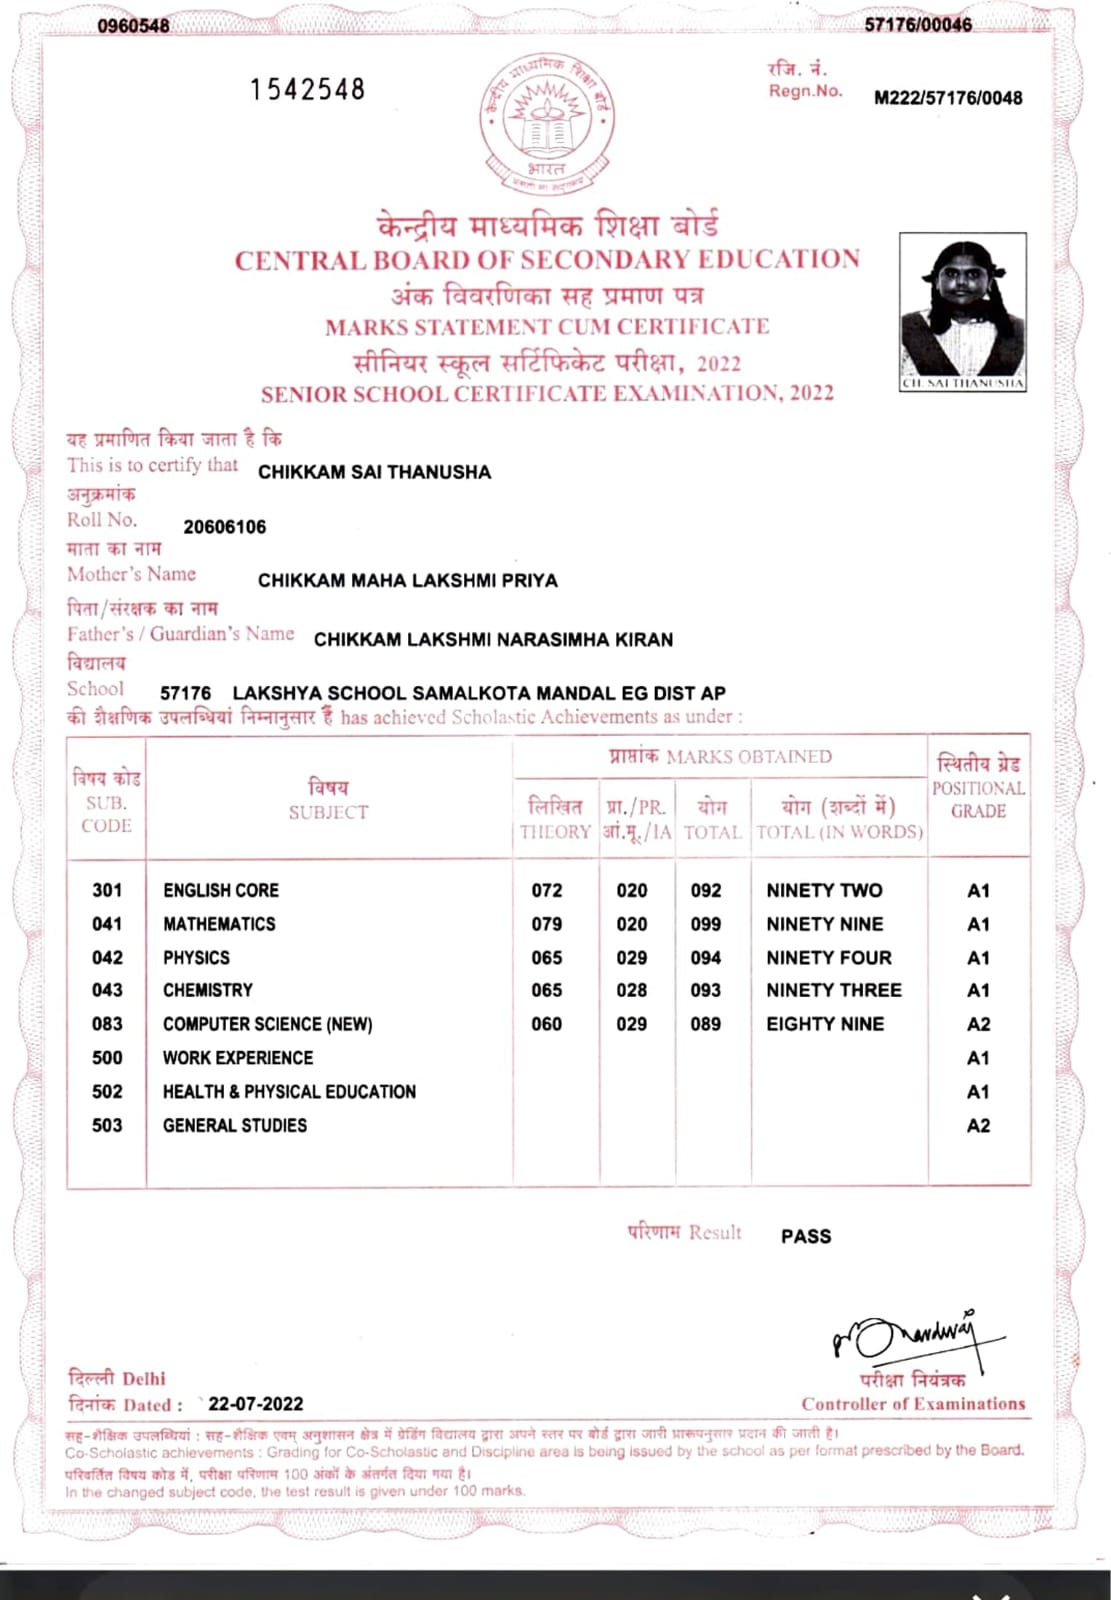 0960548 57176/00046
1542548
रजि. नं.
Regn.No. M222/57176/0048
केन्द्रीय माध्यमिक शिक्षा बोर्ड
भारत
केन्द्रीय माध्यमिक शिक्षा बोर्ड
CENTRAL BOARD OF SECONDARY EDUCATION
अंक विवरणिका सह प्रमाण पत्र
MARKS STATEMENT CUM CERTIFICATE
सीनियर स्कूल सर्टिफिकेट परीक्षा, 2022
SENIOR SCHOOL CERTIFICATE EXAMINATION, 2022
CH. SAI THANUSHA
यह प्रमाणित किया जाता है कि
This is to certify that CHIKKAM SAI THANUSHA
अनुक्रमांक
Roll No. 20606106
माता का नाम
Mother's Name CHIKKAM MAHA LAKSHMI PRIYA
पिता/संरक्षक का नाम
Father's / Guardian's Name CHIKKAM LAKSHMI NARASIMHA KIRAN
विद्यालय
School 57176 LAKSHYA SCHOOL SAMALKOTA MANDAL EG DIST AP
की शैक्षणिक उपलब्धियां निम्नानुसार हैं has achieved Scholastic Achievements as under :
विषय कोड
SUB.
CODE
विषय
SUBJECT
प्राप्तांक MARKS OBTAINED
लिखित
THEORY
प्रा./PR.
आं.मू./IA
योग
TOTAL
योग (शब्दों में)
TOTAL (IN WORDS)
स्थितीय ग्रेड
POSITIONAL
GRADE
301 ENGLISH CORE 072 020 092 NINETY TWO A1
041 MATHEMATICS 079 020 099 NINETY NINE A1
042 PHYSICS 065 029 094 NINETY FOUR A1
043 CHEMISTRY 065 028 093 NINETY THREE A1
083 COMPUTER SCIENCE (NEW) 060 029 089 EIGHTY NINE A2
500 WORK EXPERIENCE A1
502 HEALTH & PHYSICAL EDUCATION A1
503 GENERAL STUDIES A2
परिणाम Result PASS
दिल्ली Delhi
दिनांक Dated : 22-07-2022
परीक्षा नियंत्रक
Controller of Examinations
सह-शैक्षिक उपलब्धियां : सह-शैक्षिक एवम् अनुशासन क्षेत्र में ग्रेडिंग विद्यालय द्वारा अपने स्तर पर बोर्ड द्वारा जारी प्रारूपनुसार प्रदान की जाती है।
Co-Scholastic achievements : Grading for Co-Scholastic and Discipline area is being issued by the school as per format prescribed by the Board.
परिवर्तित विषय कोड में, परीक्षा परिणाम 100 अंकों के अंतर्गत दिया गया है।
In the changed subject code, the test result is given under 100 marks.